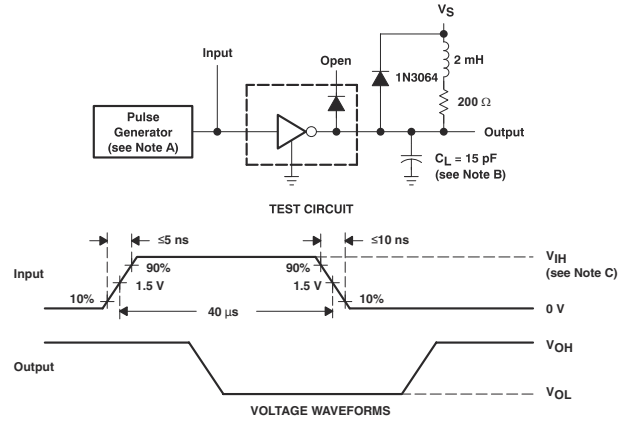 VS
Input
Open
2 mH
1N3064
200 Ω
Pulse
Generator
(see Note A)
Output
CL = 15 pF
(see Note B)
TEST CIRCUIT
≤5 ns
≤10 ns
VIH
(see Note C)
90%
90%
Input
1.5 V
1.5 V
10%
10%
40 µs
0 V
VOH
Output
VOL
VOLTAGE WAVEFORMS